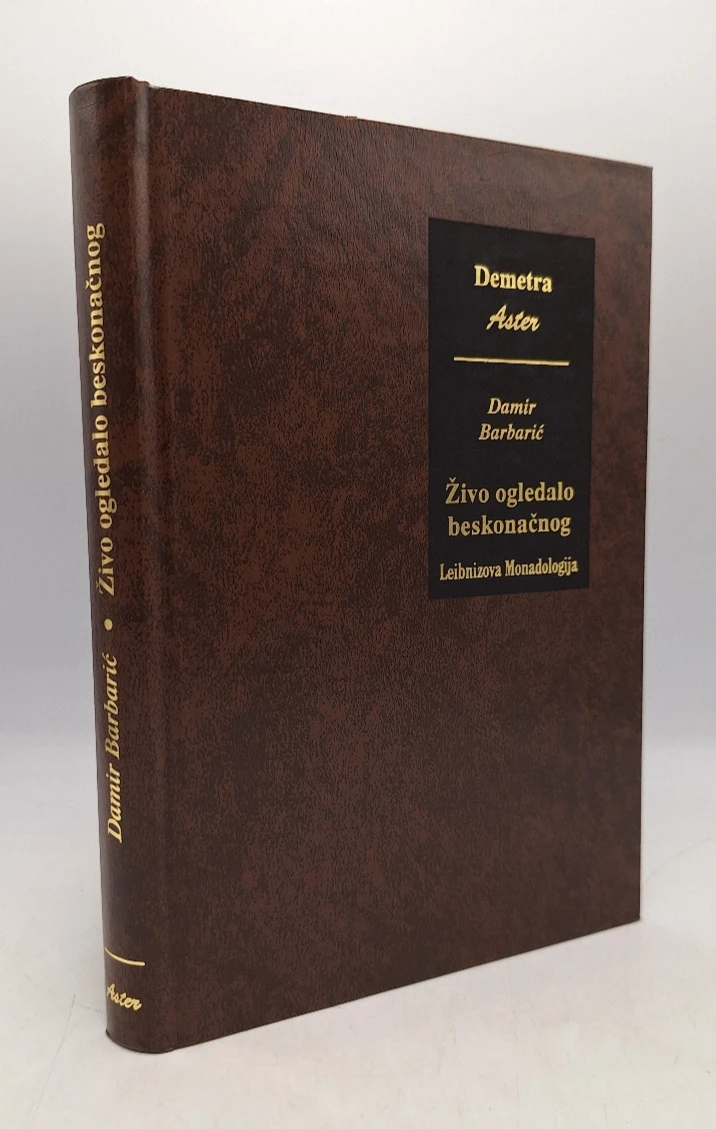 Damir Barbarić • Živo ogledalo beskonačnog
Aster
Demetra
Aster
Damir
Barbarić
Živo ogledalo
beskonačnog
Leibnizova Monadologija